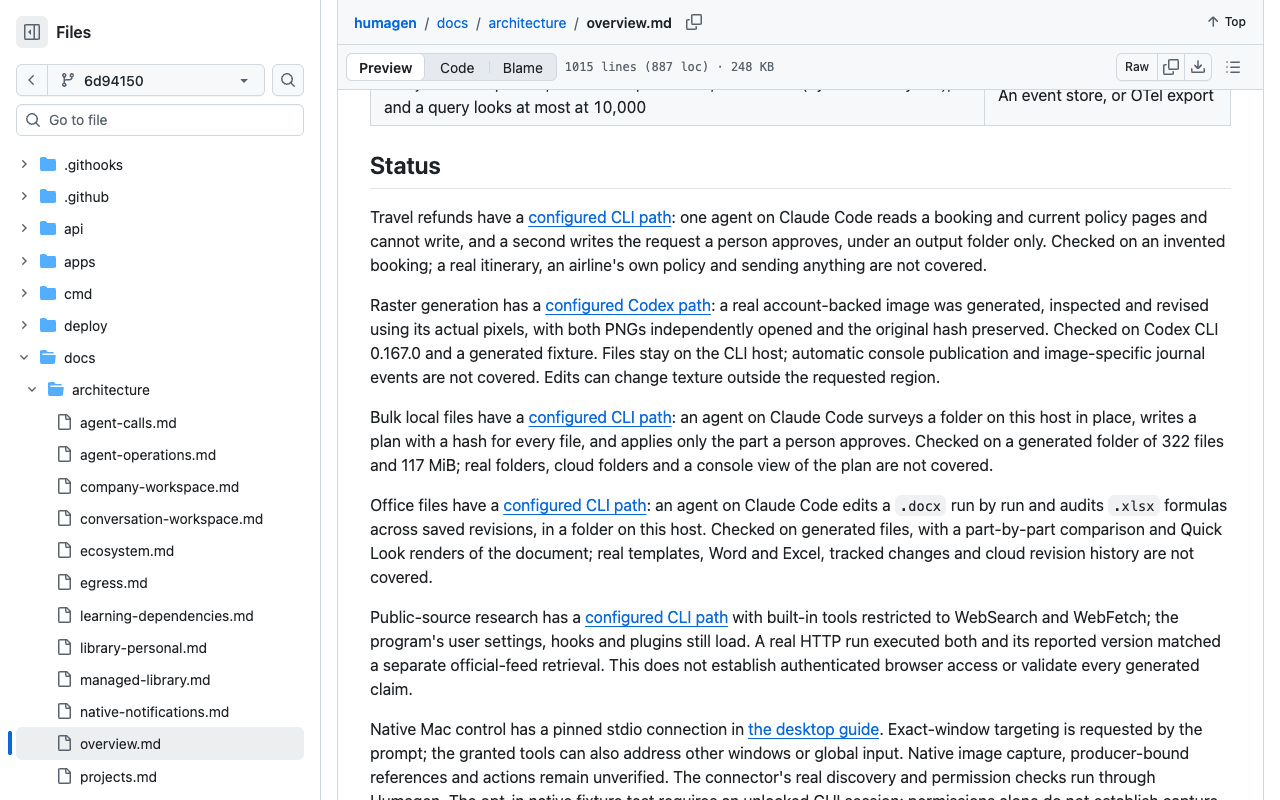 Files
6d94150
Go to file
.githooks
.github
api
apps
cmd
deploy
docs
architecture
agent-calls.md
agent-operations.md
company-workspace.md
conversation-workspace.md
ecosystem.md
egress.md
learning-dependencies.md
library-personal.md
managed-library.md
native-notifications.md
overview.md
projects.md
humagen / docs / architecture / overview.md
Top
Preview
Code
Blame
1015 lines (887 loc) · 248 KB
Raw
and a query looks at most at 10,000
An event store, or OTel export
Status
Travel refunds have a configured CLI path: one agent on Claude Code reads a booking and current policy pages and
cannot write, and a second writes the request a person approves, under an output folder only. Checked on an invented
booking; a real itinerary, an airline's own policy and sending anything are not covered.
Raster generation has a configured Codex path: a real account-backed image was generated, inspected and revised
using its actual pixels, with both PNGs independently opened and the original hash preserved. Checked on Codex CLI
0.167.0 and a generated fixture. Files stay on the CLI host; automatic console publication and image-specific journal
events are not covered. Edits can change texture outside the requested region.
Bulk local files have a configured CLI path: an agent on Claude Code surveys a folder on this host in place, writes a
plan with a hash for every file, and applies only the part a person approves. Checked on a generated folder of 322 files
and 117 MiB; real folders, cloud folders and a console view of the plan are not covered.
Office files have a configured CLI path: an agent on Claude Code edits a .docx run by run and audits .xlsx formulas
across saved revisions, in a folder on this host. Checked on generated files, with a part-by-part comparison and Quick
Look renders of the document; real templates, Word and Excel, tracked changes and cloud revision history are not
covered.
Public-source research has a configured CLI path with built-in tools restricted to WebSearch and WebFetch; the
program's user settings, hooks and plugins still load. A real HTTP run executed both and its reported version matched
a separate official-feed retrieval. This does not establish authenticated browser access or validate every generated
claim.
Native Mac control has a pinned stdio connection in the desktop guide. Exact-window targeting is requested by the
prompt; the granted tools can also address other windows or global input. Native image capture, producer-bound
references and actions remain unverified. The connector's real discovery and permission checks run through